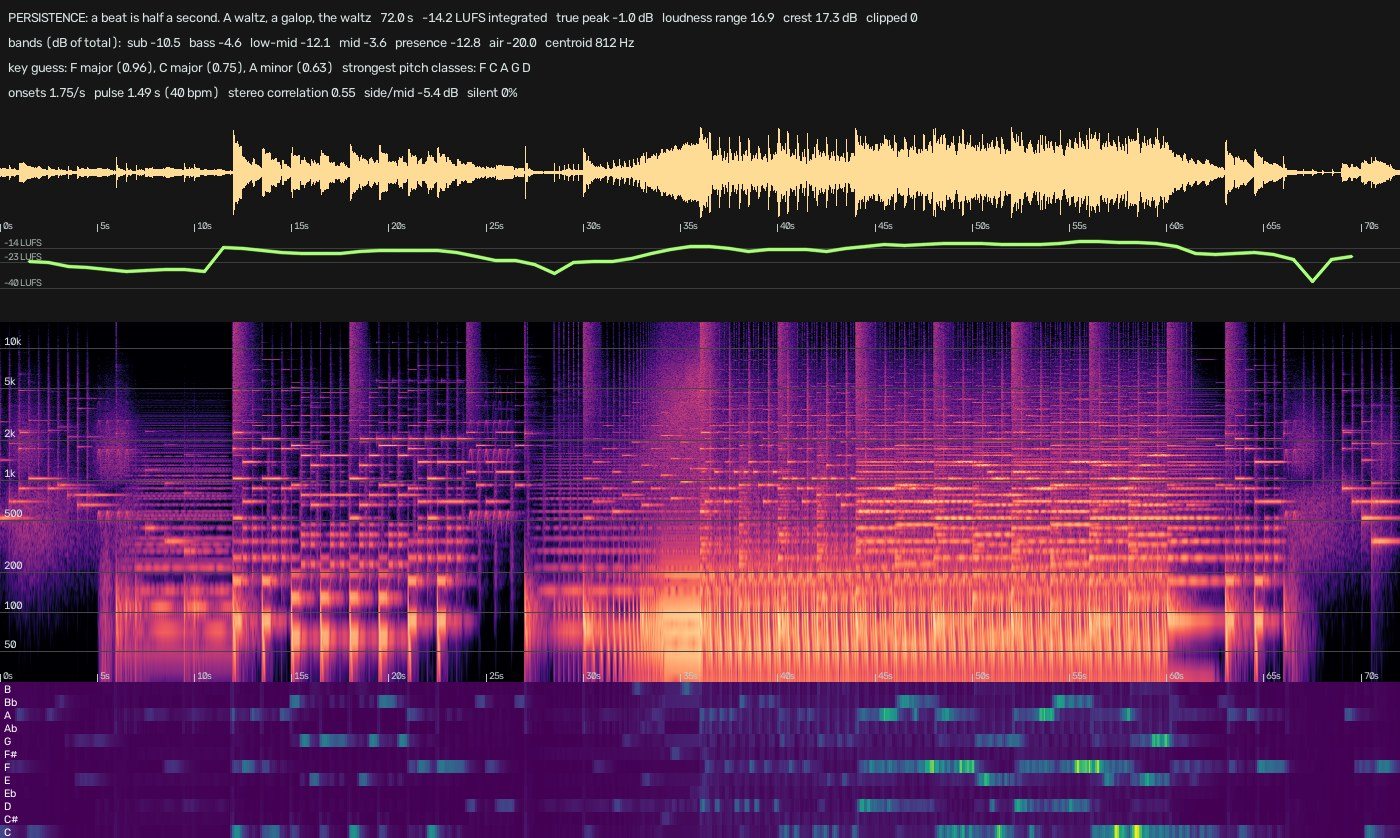 PERSISTENCE: a beat is half a second. A waltz, a galop, the waltz 72.0 s -14.2 LUFS integrated true peak -1.0 dB loudness range 16.9 crest 17.3 dB clipped 0
bands (dB of total): sub -10.5 bass -4.6 low-mid -12.1 mid -3.6 presence -12.8 air -20.0 centroid 812 Hz
key guess: F major (0.96), C major (0.75), A minor (0.63) strongest pitch classes: F C A G D
onsets 1.75/s pulse 1.49 s (40 bpm) stereo correlation 0.55 side/mid -5.4 dB silent 0%
0s 5s 10s 15s 20s 25s 30s 35s 40s 45s 50s 55s 60s 65s 70s
-14 LUFS
-23 LUFS
-40 LUFS
10k
5k
2k
1k
500
200
100
50
0s 5s 10s 15s 20s 25s 30s 35s 40s 45s 50s 55s 60s 65s 70s
B
Bb
A
Ab
G
F#
F
E
Eb
D
C#
C